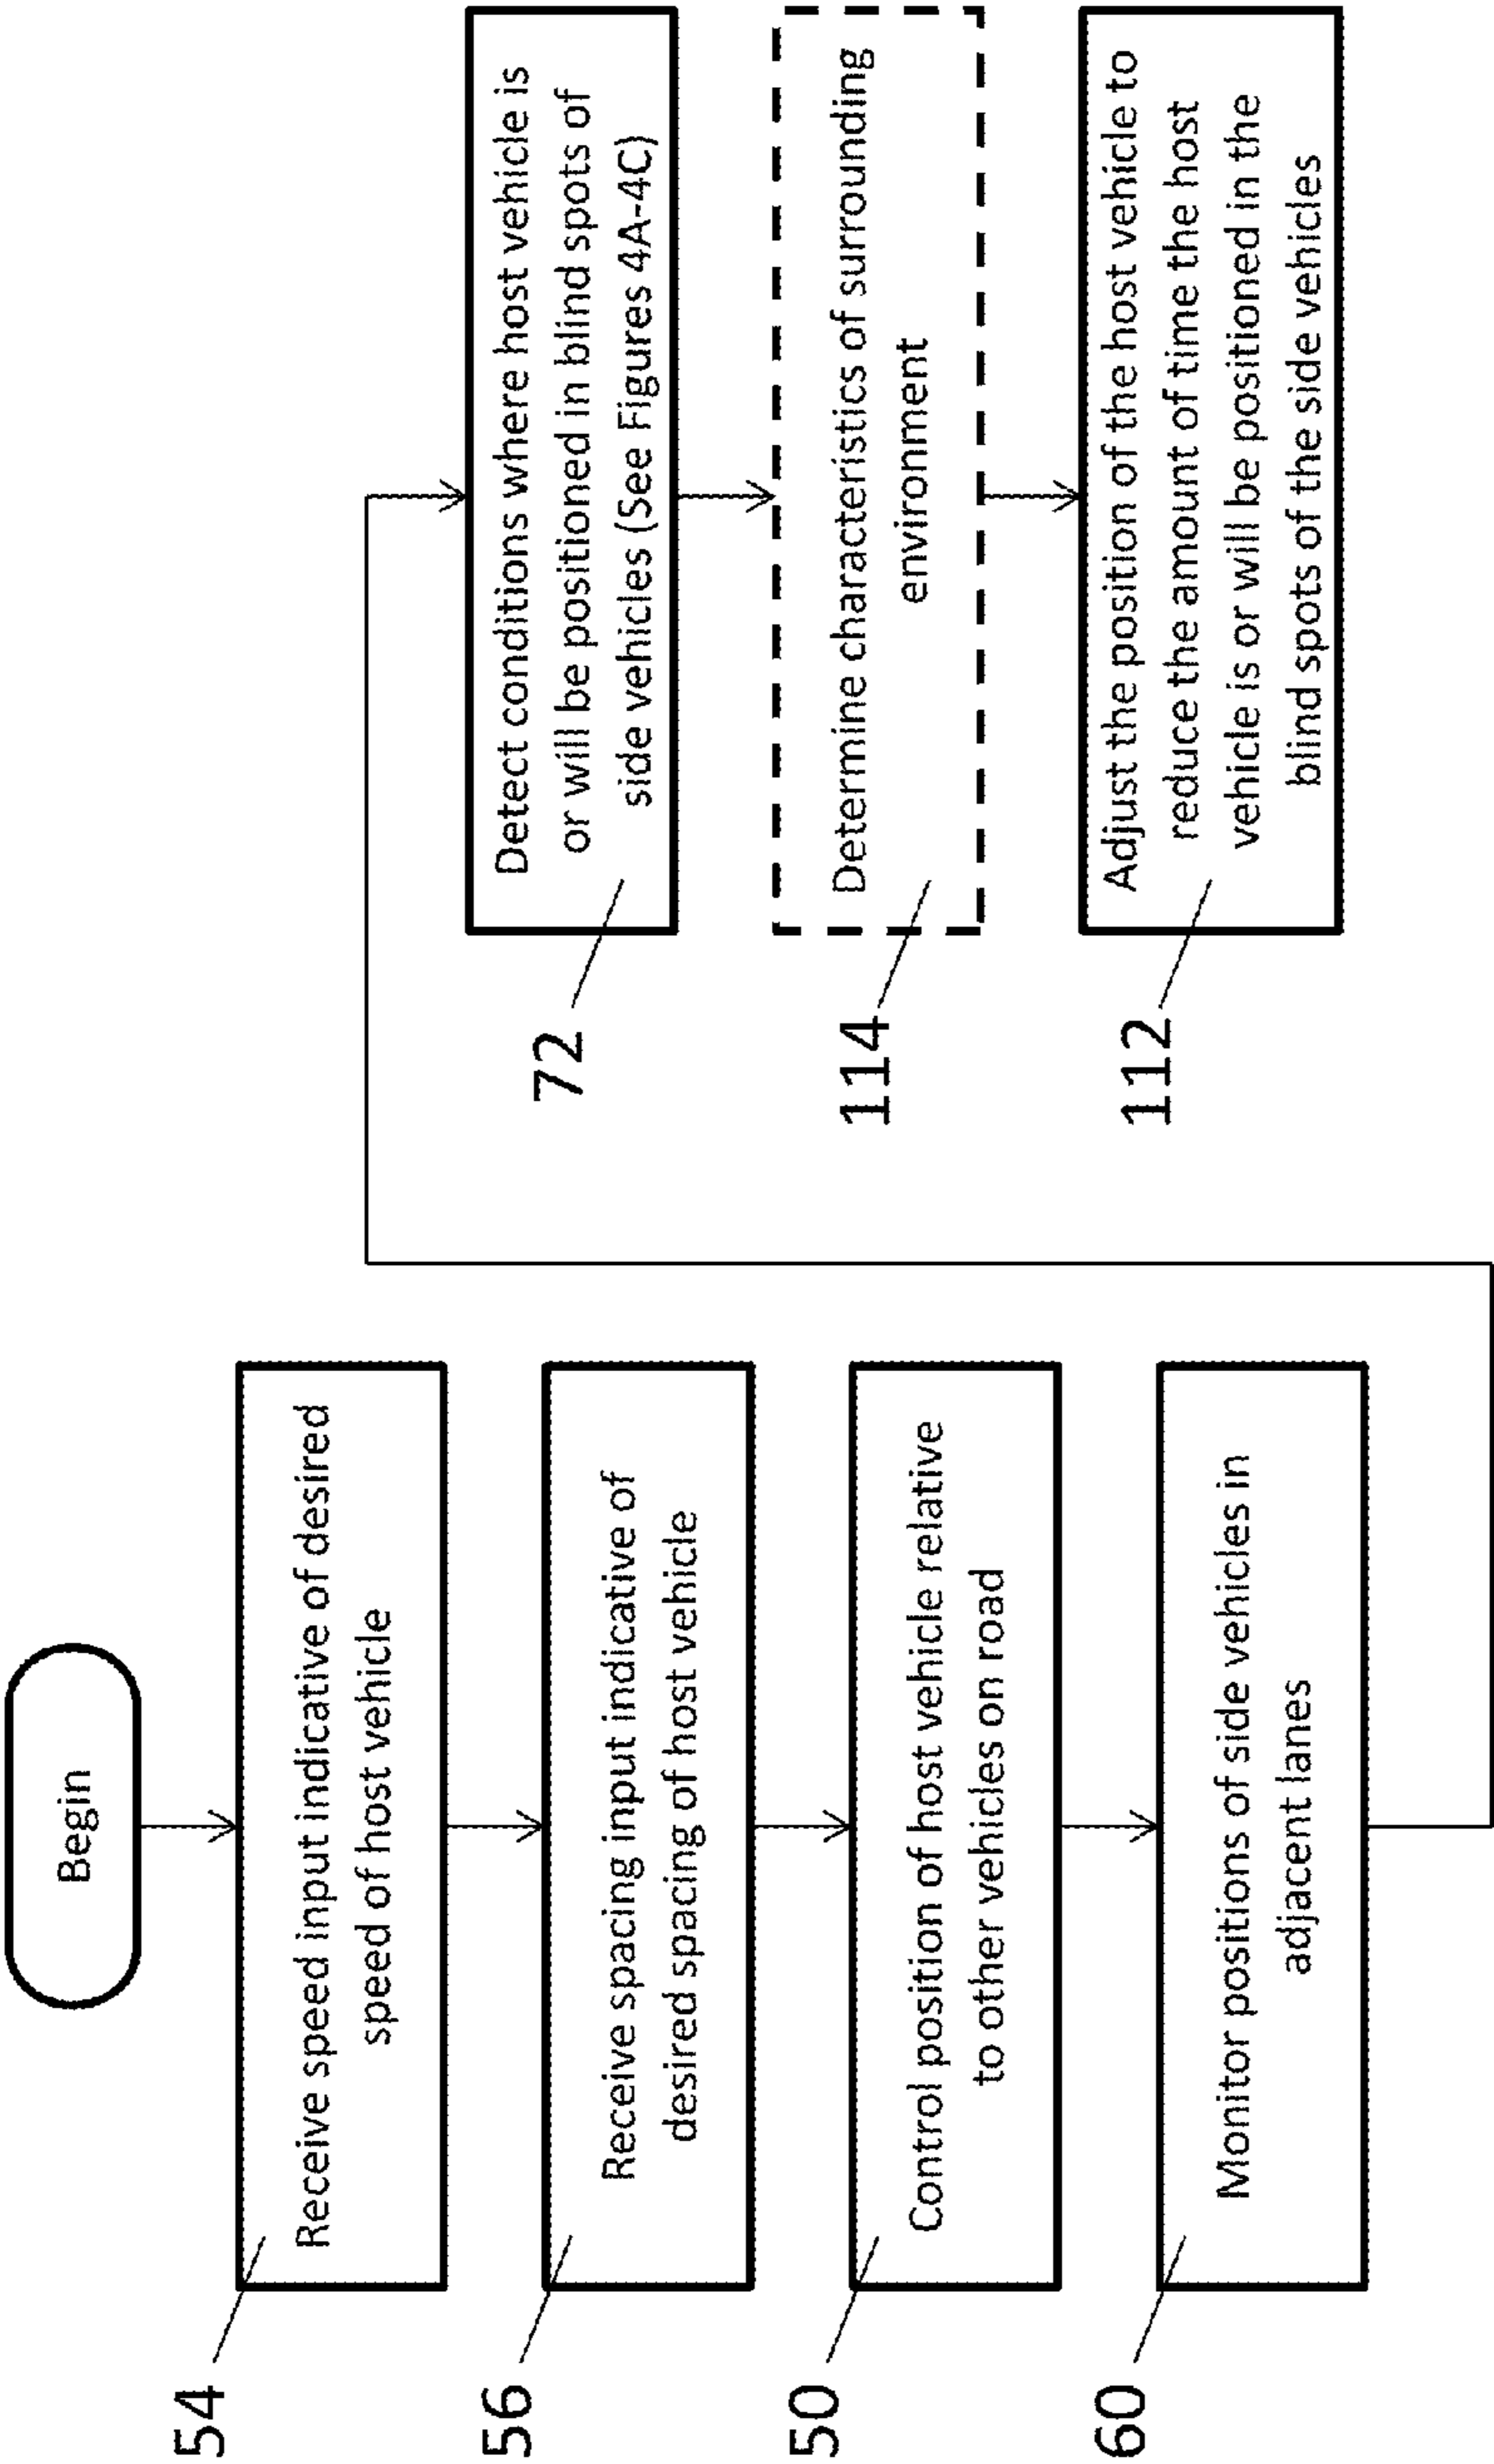 Begin
54
Receive speed input indicative of desired
speed of host vehicle
56
Receive spacing input indicative of
desired spacing of host vehicle
50
Control position of host vehicle relative
to other vehicles on road
60
Monitor positions of side vehicles in
adjacent lanes
72
Detect conditions where host vehicle is
or will be positioned in blind spots of
side vehicles (See Figures 4A-4C)
114
Determine characteristics of surrounding
environment
112
Adjust the position of the host vehicle to
reduce the amount of time the host
vehicle is or will be positioned in the
blind spots of the side vehicles